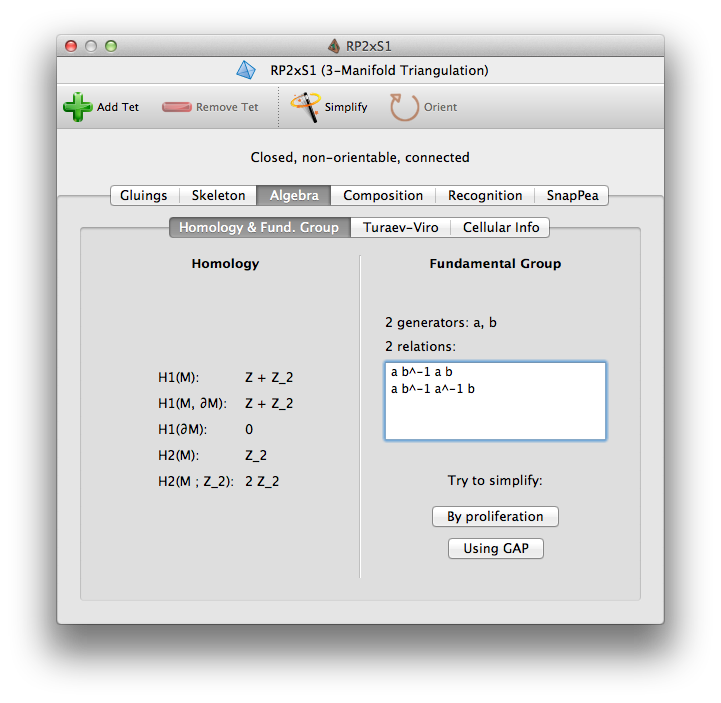 RP2xS1
RP2xS1 (3-Manifold Triangulation)
Add Tet Remove Tet Simplify Orient
Closed, non-orientable, connected
Gluings Skeleton Algebra Composition Recognition SnapPea
Homology & Fund. Group Turaev-Viro Cellular Info
Homology
H1(M): Z + Z_2
H1(M, ∂M): Z + Z_2
H1(∂M): 0
H2(M): Z_2
H2(M ; Z_2): 2 Z_2
Fundamental Group
2 generators: a, b
2 relations:
a b^-1 a b
a b^-1 a^-1 b
Try to simplify:
By proliferation
Using GAP